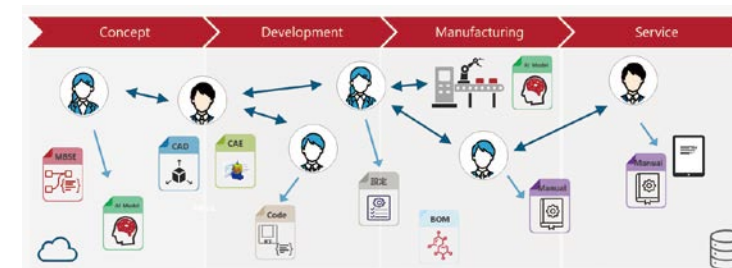 Concept
Development
Manufacturing
Service
AI Model
MBSE
CAD
CAE
設定
Manual
Manual
AI Model
Code
BOM